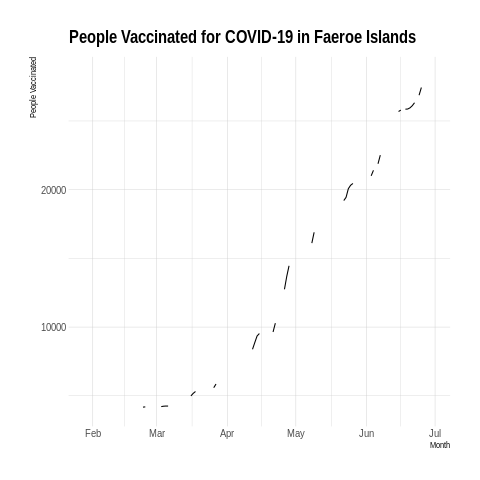 People Vaccinated for COVID-19 in Faeroe Islands
People Vaccinated
20000
10000
Feb Mar Apr May Jun Jul
Month